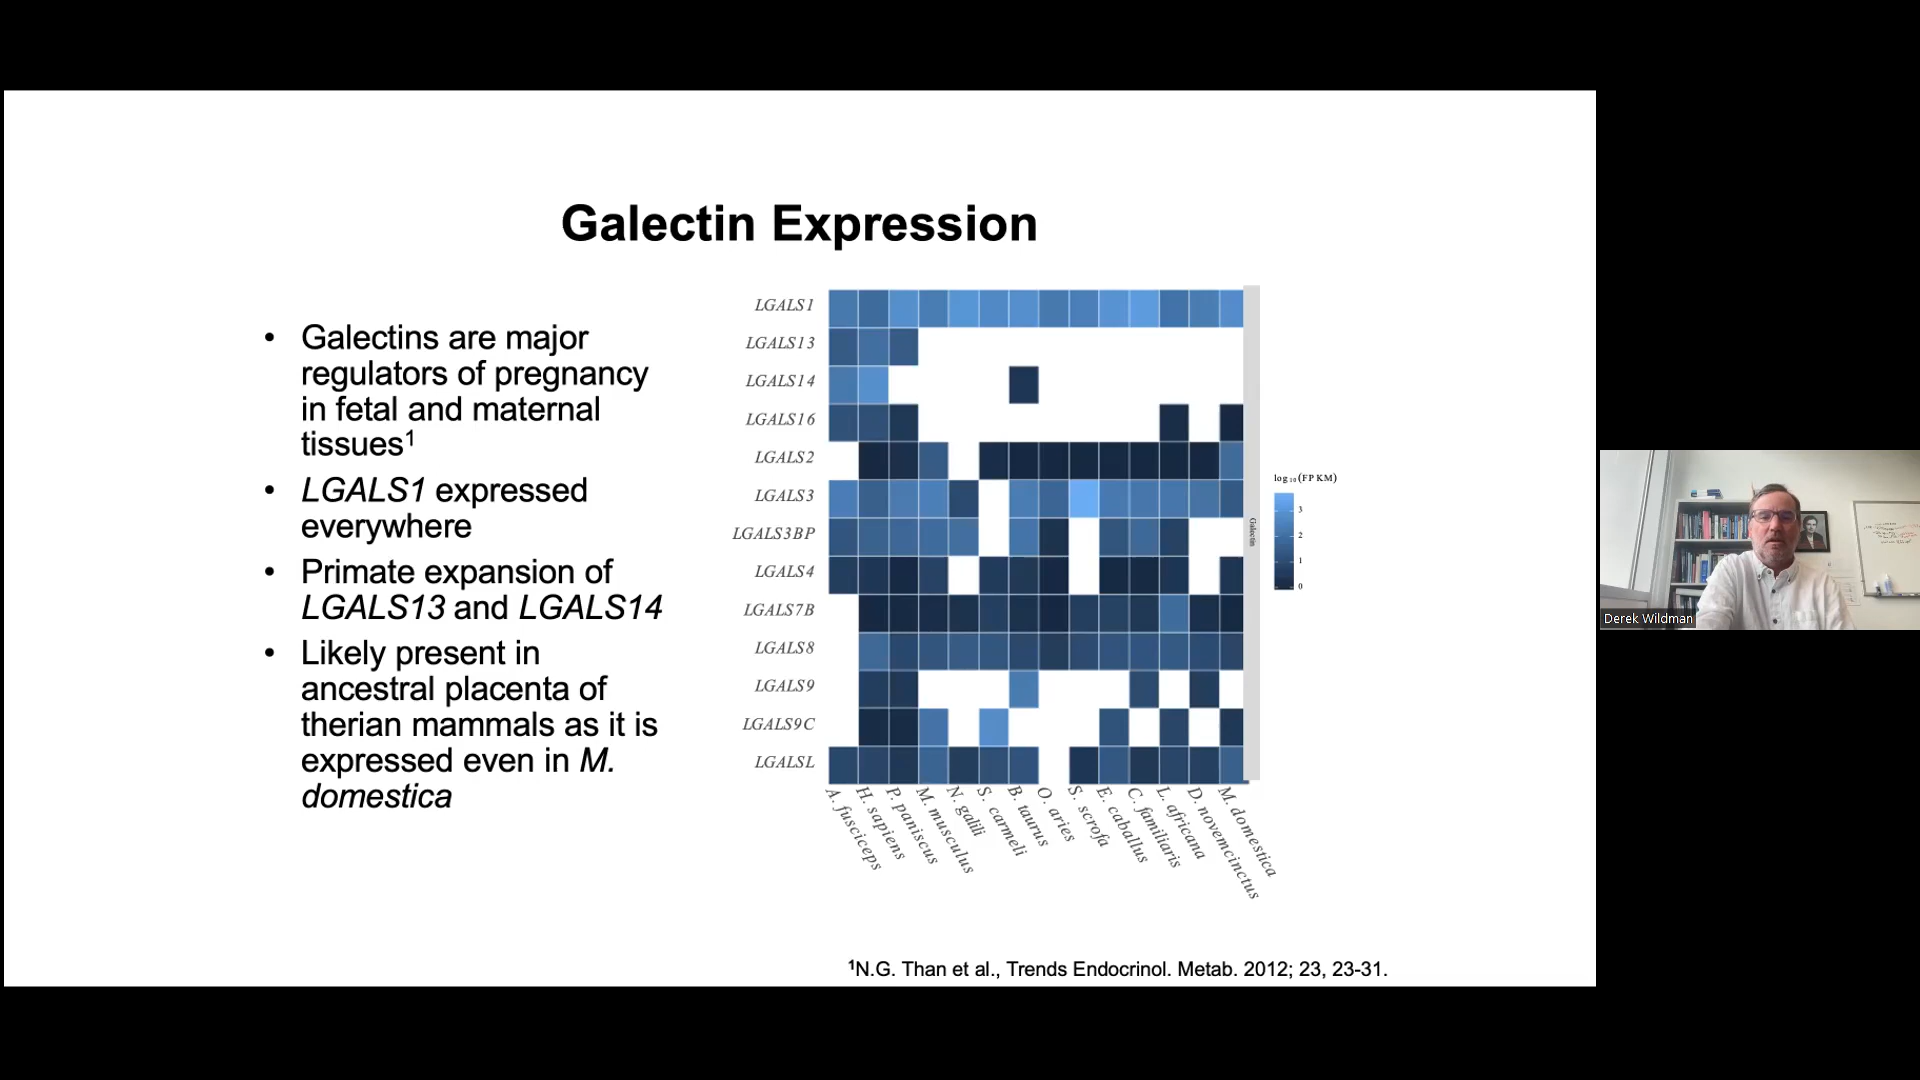 Galectin Expression
• Galectins are major
regulators of pregnancy
in fetal and maternal
tissues¹
• LGALS1 expressed
everywhere
• Primate expansion of
LGALS13 and LGALS14
• Likely present in
ancestral placenta of
therian mammals as it is
expressed even in M.
domestica
LGALS1
LGALS13
LGALS14
LGALS16
LGALS2
LGALS3
LGALS3BP
LGALS4
LGALS7B
LGALS8
LGALS9
LGALS9C
LGALSL
A. fusciceps
H. sapiens
P. paniscus
M. musculus
N. galili
S. carmeli
B. taurus
O. aries
S. scrofa
E. caballus
C. familiaris
L. africana
D. novemcinctus
M. domestica
Galectin
log₁₀(FPKM)
3
2
1
0
¹N.G. Than et al., Trends Endocrinol. Metab. 2012; 23, 23-31.
Derek Wildman